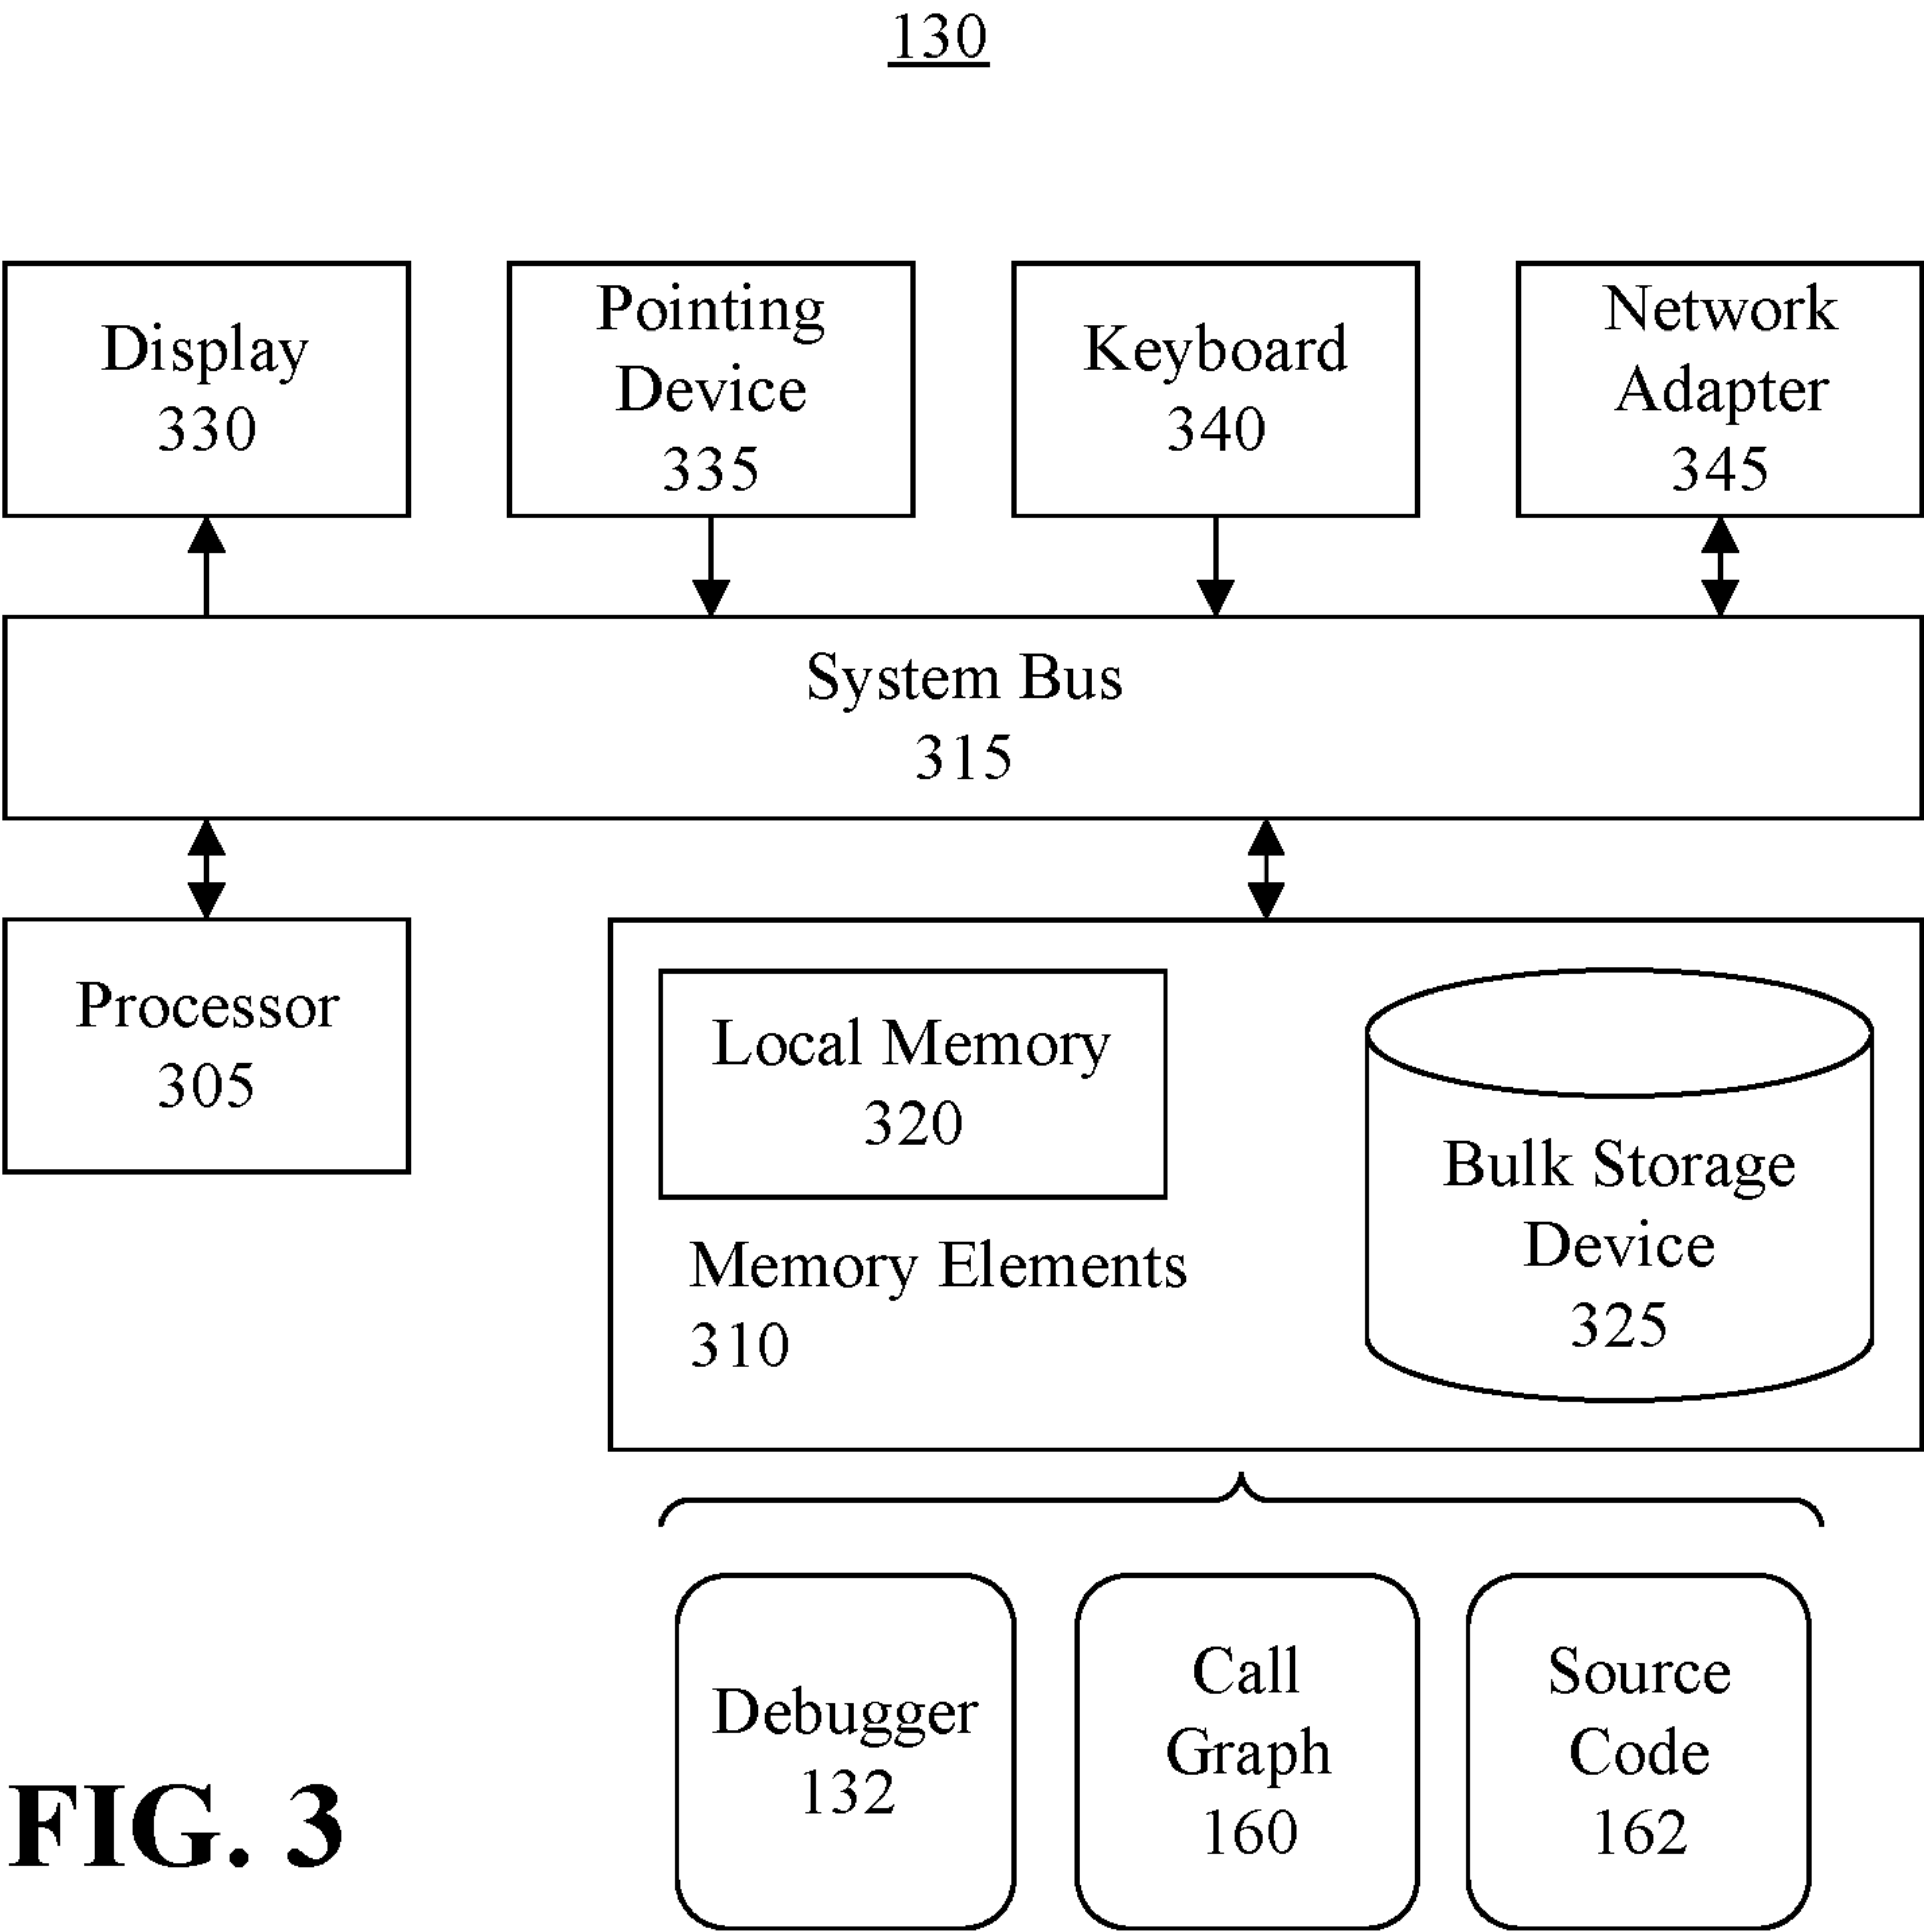 130
Display
330
Pointing
Device
335
Keyboard
340
Network
Adapter
345
System Bus
315
Processor
305
Local Memory
320
Memory Elements
310
Bulk Storage
Device
325
Debugger
132
Call
Graph
160
Source
Code
162
FIG. 3